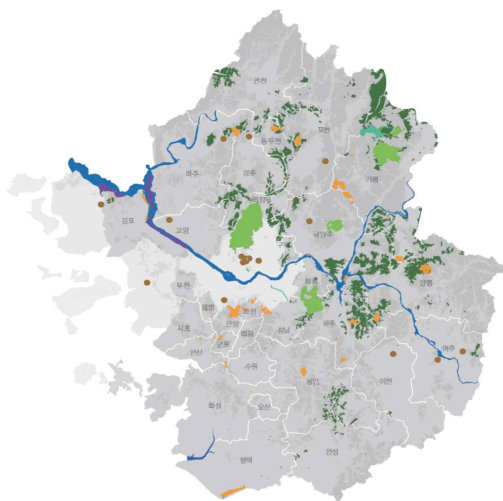 연천
포천
동두천
파주
양주
가평
의정부
김포
고양
구리
남양주
양평
부천
하남
광명
과천
시흥
안양
의왕
성남
광주
여주
군포
안산
수원
용인
이천
화성
오산
평택
안성